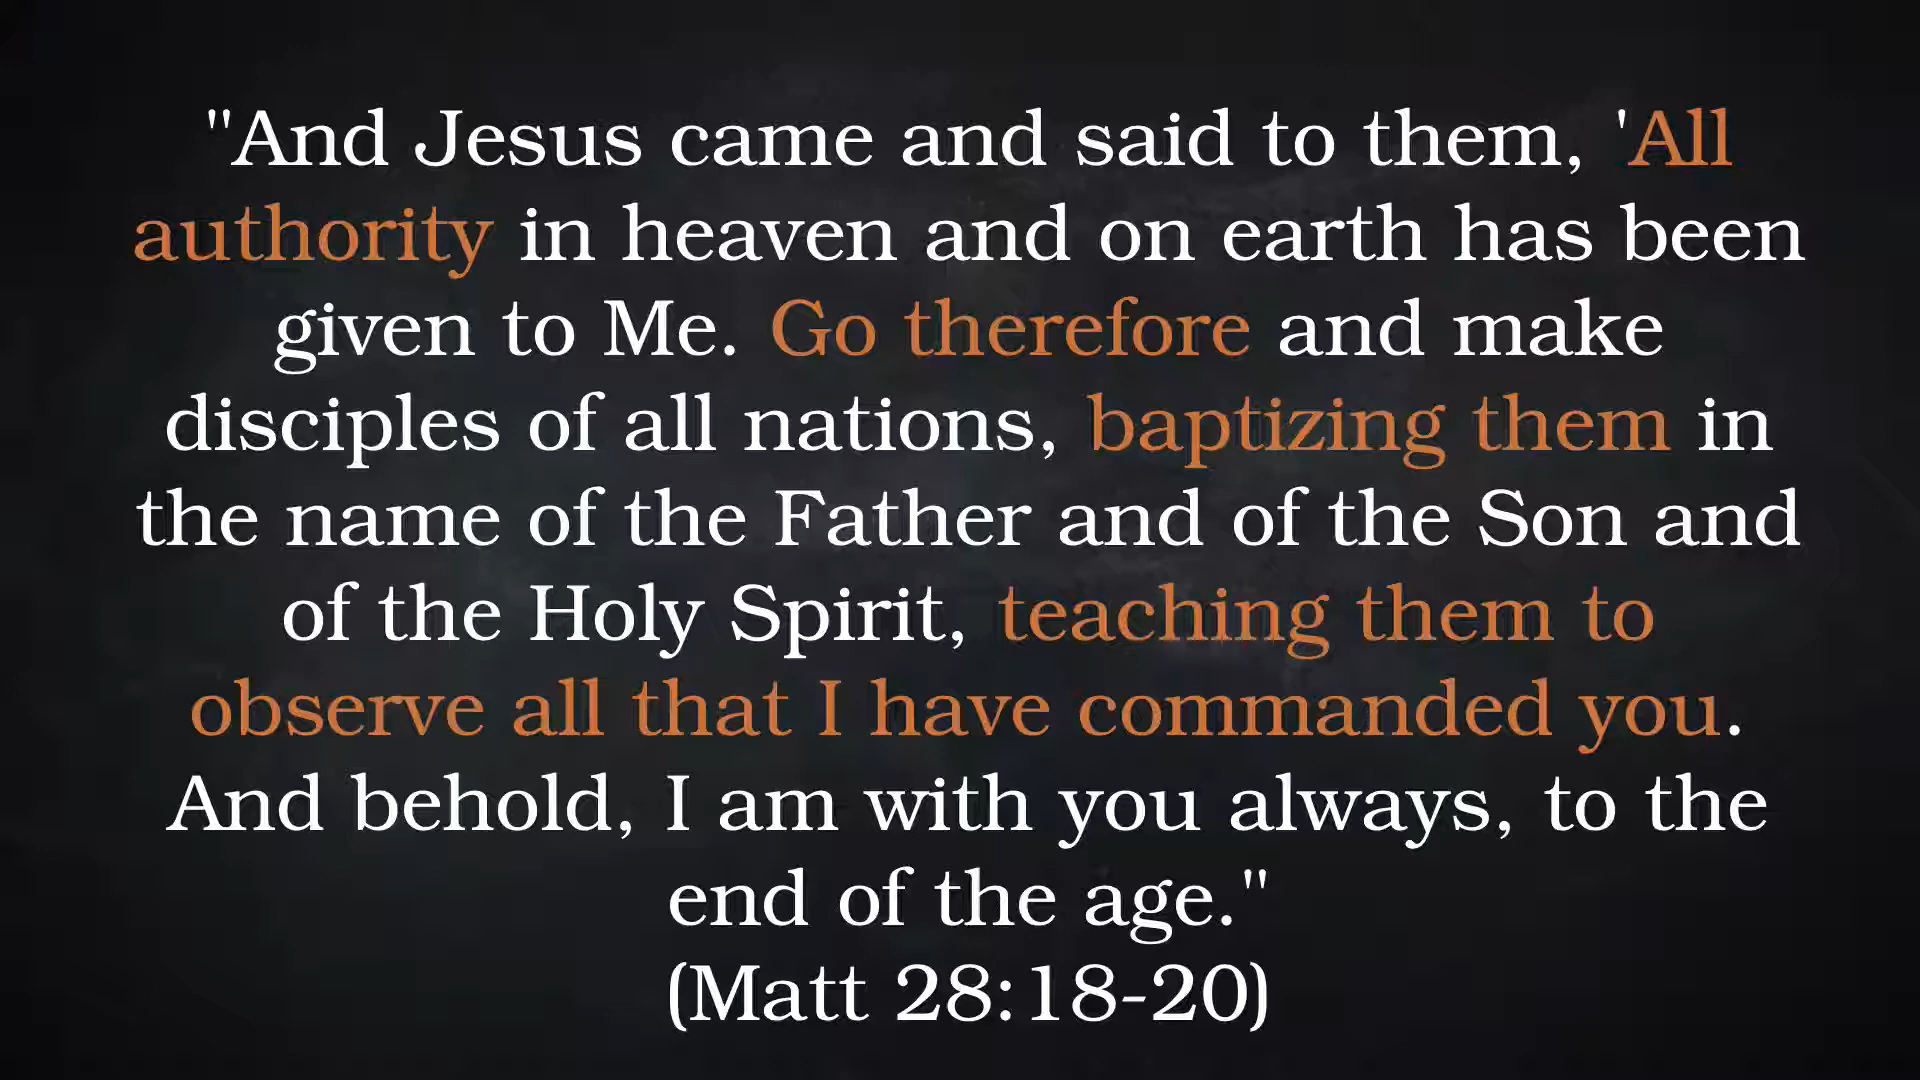 "And Jesus came and said to them, 'All
authority in heaven and on earth has been
given to Me. Go therefore and make
disciples of all nations, baptizing them in
the name of the Father and of the Son and
of the Holy Spirit, teaching them to
observe all that I have commanded you.
And behold, I am with you always, to the
end of the age."
(Matt 28:18-20)